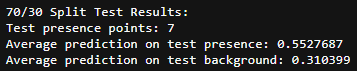 70/30 Split Test Results:
Test presence points: 7
Average prediction on test presence: 0.5527687
Average prediction on test background: 0.310399